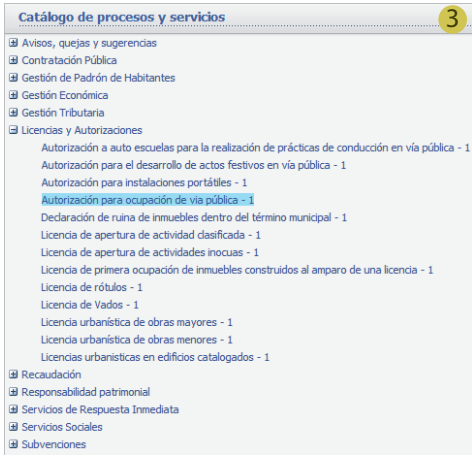 Catálogo de procesos y servicios
3
Avisos, quejas y sugerencias
Contratación Pública
Gestión de Padrón de Habitantes
Gestión Económica
Gestión Tributaria
Licencias y Autorizaciones
Autorización a auto escuelas para la realización de prácticas de conducción en vía pública - 1
Autorización para el desarrollo de actos festivos en vía pública - 1
Autorización para instalaciones portátiles - 1
Autorización para ocupación de via pública - 1
Declaración de ruina de inmuebles dentro del término municipal - 1
Licencia de apertura de actividad clasificada - 1
Licencia de apertura de actividades inocuas - 1
Licencia de primera ocupación de inmuebles construidos al amparo de una licencia - 1
Licencia de rótulos - 1
Licencia de Vados - 1
Licencia urbanística de obras mayores - 1
Licencia urbanística de obras menores - 1
Licencias urbanisticas en edificios catalogados - 1
Recaudación
Responsabilidad patrimonial
Servicios de Respuesta Inmediata
Servicios Sociales
Subvenciones